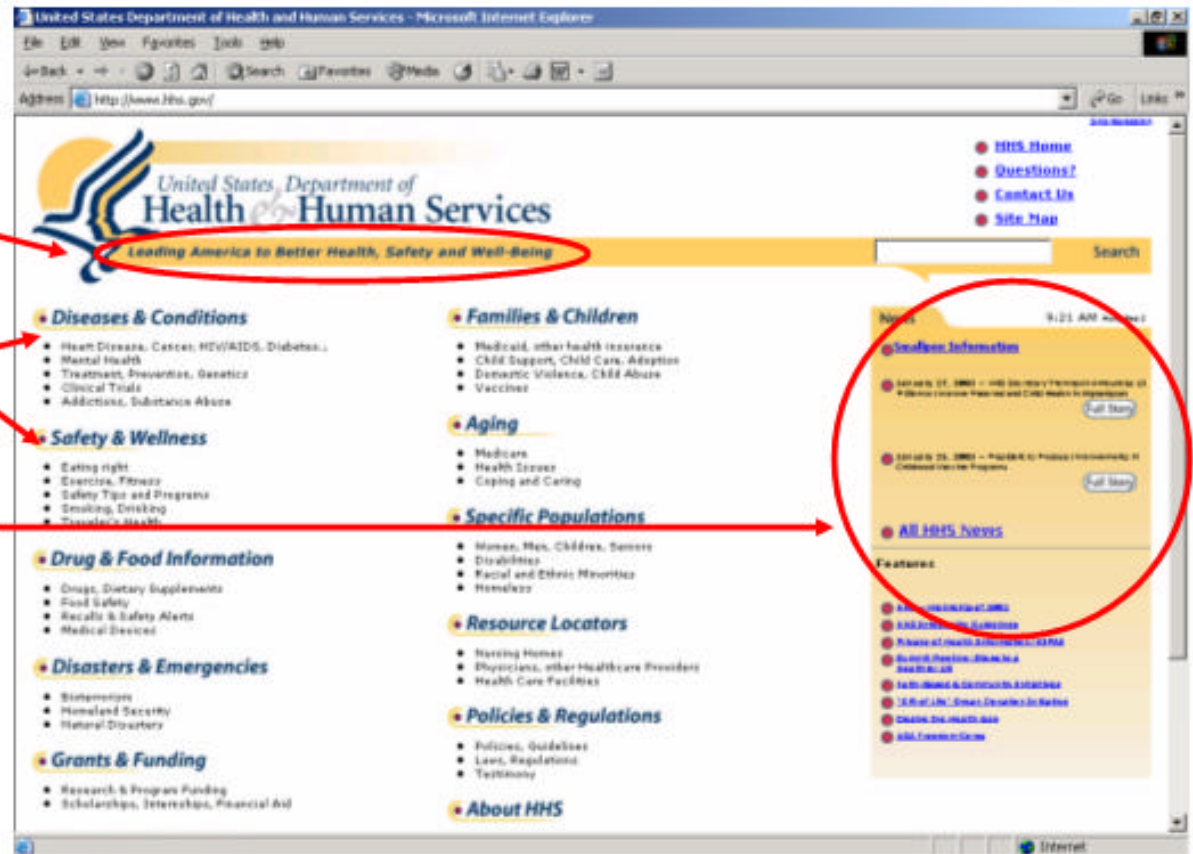 United States Department of Health and Human Services - Microsoft Internet Explorer
File Edit View Favorites Tools Help
Back Search Favorites Media
Address http://www.hhs.gov/ Go Links
HHS Home
Questions?
Contact Us
Site Map
United States Department of
Health & Human Services
Leading America to Better Health, Safety and Well-Being
Search
Diseases & Conditions
Heart Disease, Cancer, HIV/AIDS, Diabetes...
Mental Health
Treatment, Prevention, Genetics
Clinical Trials
Addictions, Substance Abuse
Safety & Wellness
Eating right
Exercise, Fitness
Safety Tips and Programs
Smoking, Drinking
Traveler's Health
Drug & Food Information
Drugs, Dietary Supplements
Food Safety
Recalls & Safety Alerts
Medical Devices
Disasters & Emergencies
Bioterrorism
Homeland Security
Natural Disasters
Grants & Funding
Research & Program Funding
Scholarships, Internships, Financial Aid
Families & Children
Medicaid, other health insurance
Child Support, Child Care, Adoption
Domestic Violence, Child Abuse
Vaccines
Aging
Medicare
Health Issues
Coping and Caring
Specific Populations
Women, Men, Children, Seniors
Disabilities
Racial and Ethnic Minorities
Homeless
Resource Locators
Nursing Homes
Physicians, other Healthcare Providers
Health Care Facilities
Policies & Regulations
Policies, Guidelines
Laws, Regulations
Testimony
About HHS
News 9:21 AM
Smallpox Information
Full Story
Full Story
All HHS News
Features
Internet